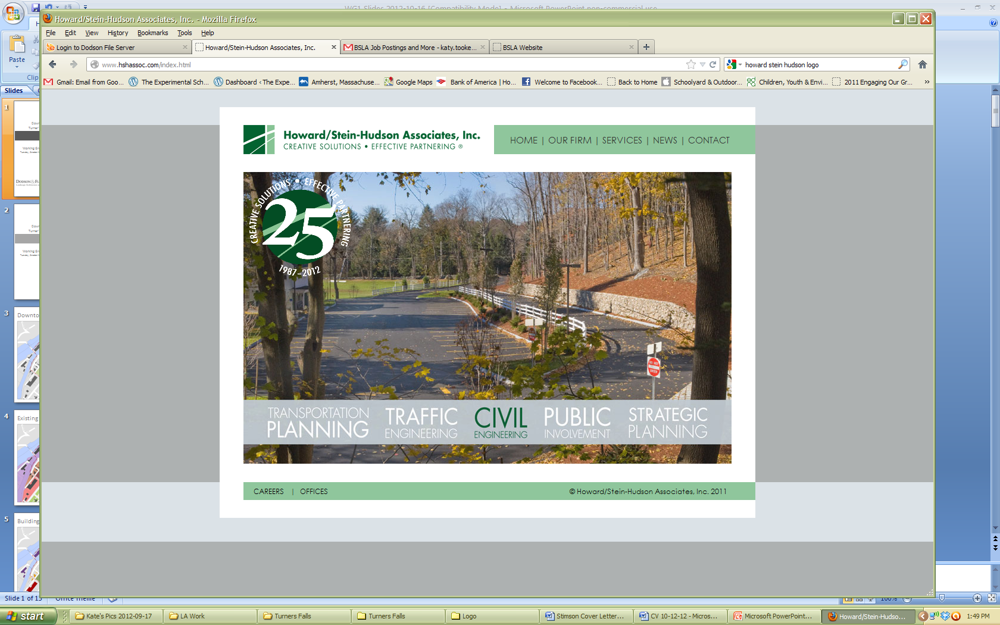 WG1 Slides 2012-10-16 [Compatibility Mode] - Microsoft PowerPoint non-commercial use
Howard/Stein-Hudson Associates, Inc. - Mozilla Firefox
File Edit View History Bookmarks Tools Help
Login to Dodson File Server
Howard/Stein-Hudson Associates, Inc.
BSLA Job Postings and More - katy.tooke...
BSLA Website
www.hshassoc.com/index.html
howard stein hudson logo
Gmail: Email from Goo...
The Experimental Sch...
Dashboard ‹ The Expe...
Amherst, Massachuse...
Google Maps
Bank of America | Ho...
Welcome to Facebook...
Back to Home
Schoolyard & Outdoor...
Children, Youth & Envi...
2011 Engaging Our Gr...
Paste
Clip
Slides
1
2
3
Downto
4
Existing
5
Building
Howard/Stein-Hudson Associates, Inc.
CREATIVE SOLUTIONS • EFFECTIVE PARTNERING ®
HOME | OUR FIRM | SERVICES | NEWS | CONTACT
CREATIVE SOLUTIONS • EFFECTIVE PARTNERING
25
1987-2012
DO NOT
ENTER
TRANSPORTATION
PLANNING
TRAFFIC
ENGINEERING
CIVIL
ENGINEERING
PUBLIC
INVOLVEMENT
STRATEGIC
PLANNING
CAREERS | OFFICES
© Howard/Stein-Hudson Associates, Inc. 2011
Slide 1 of 13
Office Theme
100%
start
Kate's Pics 2012-09-17
LA Work
Turners Falls
Turners Falls
Logo
Stimson Cover Letter...
CV 10-12-12 - Micros...
Microsoft PowerPoint...
Howard/Stein-Hudso...
1:49 PM